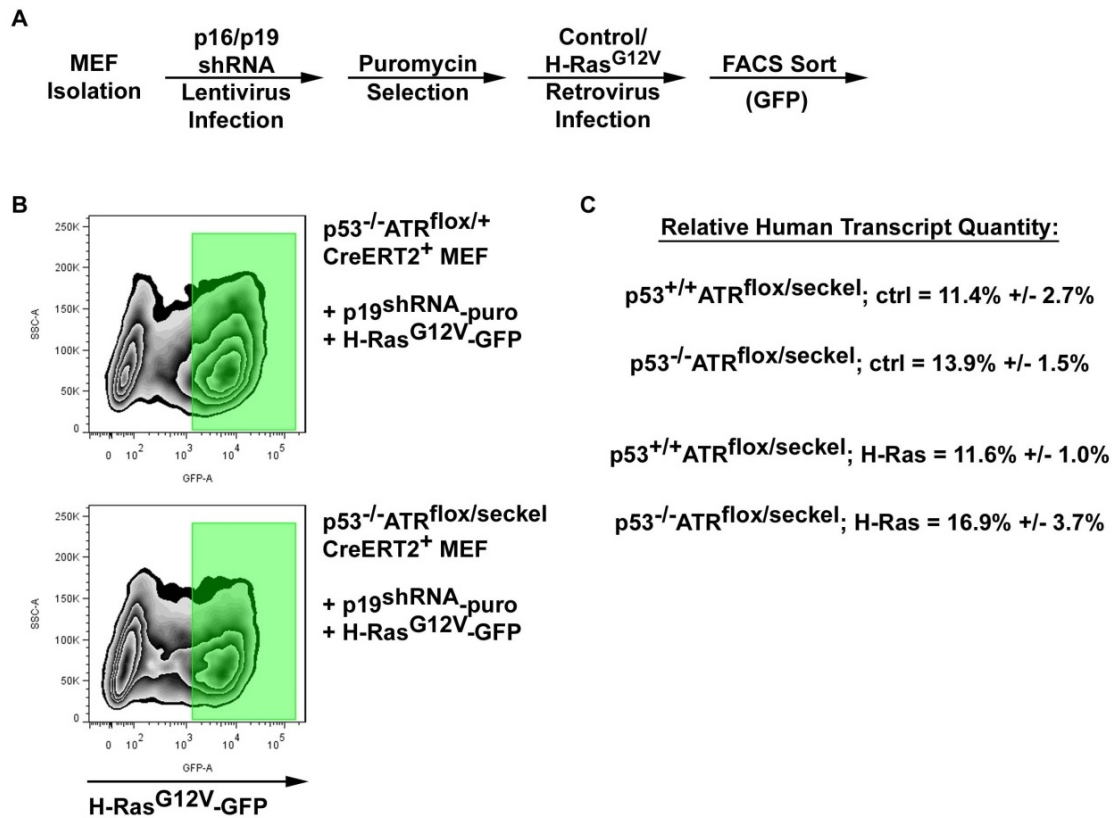 A
MEF
Isolation
p16/p19
shRNA
Lentivirus
Infection
Puromycin
Selection
Control/
H-RasG12V
Retrovirus
Infection
FACS Sort
(GFP)
B
250K
200K
150K
100K
50K
0
SSC-A
0 10^2 10^3 10^4 10^5
GFP-A
p53-/-ATRflox/+
CreERT2+ MEF
+ p19shRNA-puro
+ H-RasG12V-GFP
250K
200K
150K
100K
50K
0
SSC-A
0 10^2 10^3 10^4 10^5
GFP-A
p53-/-ATRflox/seckel
CreERT2+ MEF
+ p19shRNA-puro
+ H-RasG12V-GFP
H-RasG12V-GFP
C
Relative Human Transcript Quantity:
p53+/+ATRflox/seckel; ctrl = 11.4% +/- 2.7%
p53-/-ATRflox/seckel; ctrl = 13.9% +/- 1.5%
p53+/+ATRflox/seckel; H-Ras = 11.6% +/- 1.0%
p53-/-ATRflox/seckel; H-Ras = 16.9% +/- 3.7%